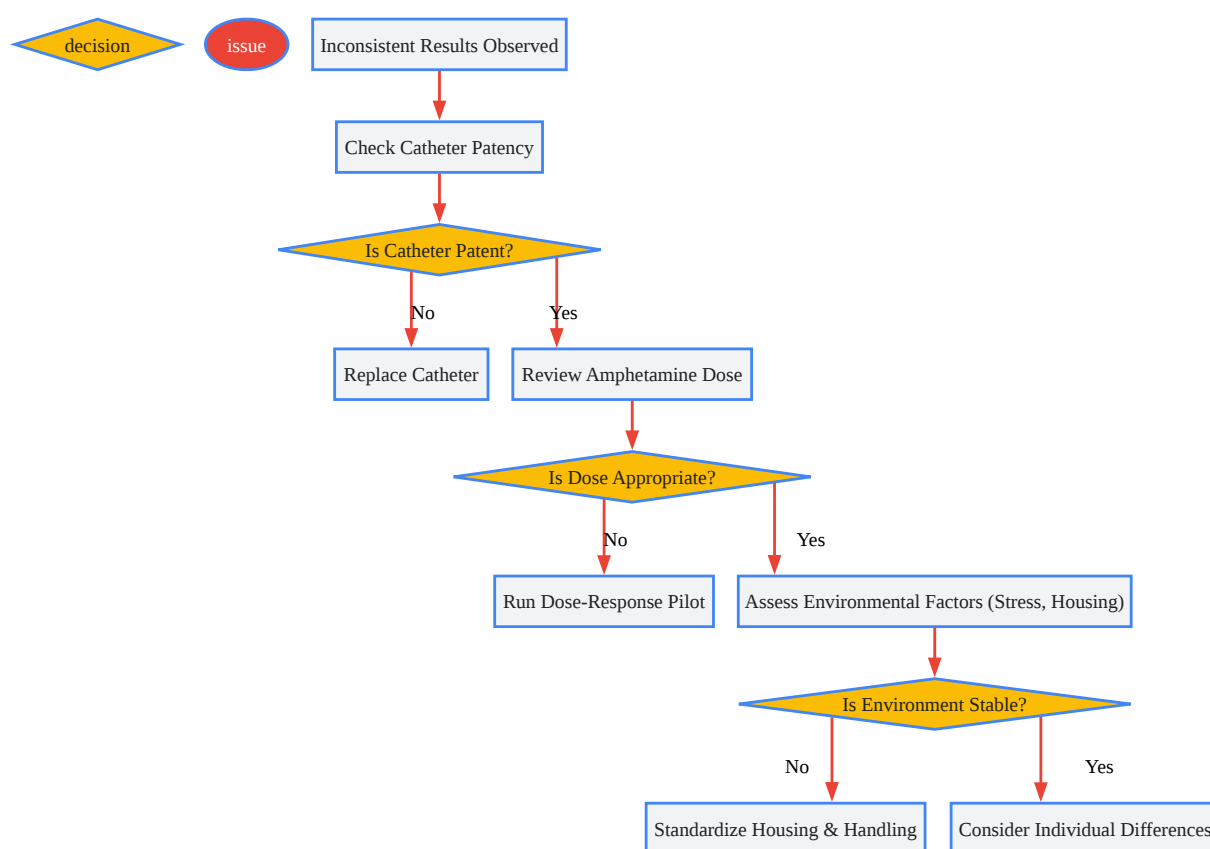 decision
issue
Inconsistent Results Observed
Check Catheter Patency
Is Catheter Patent?
No
Yes
Replace Catheter
Review Amphetamine Dose
Is Dose Appropriate?
No
Yes
Run Dose-Response Pilot
Assess Environmental Factors (Stress, Housing)
Is Environment Stable?
No
Yes
Standardize Housing & Handling
Consider Individual Differences